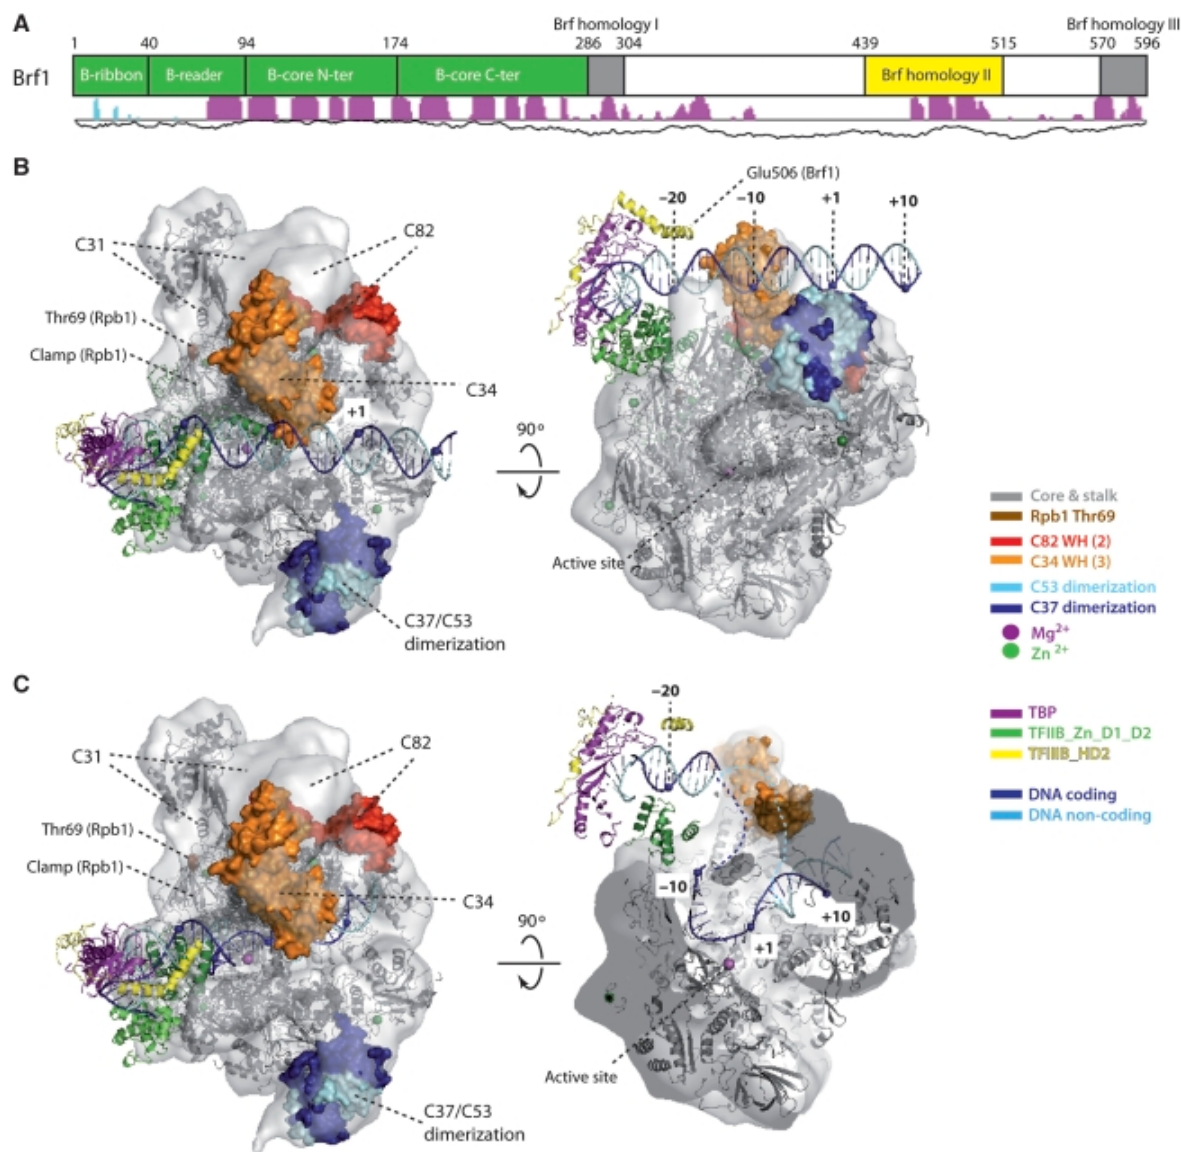 A
Brf homology I
Brf homology III
1 40 94 174 286 304 439 515 570 596
Brf1
B-ribbon B-reader B-core N-ter B-core C-ter Brf homology II
B
C31
C82
Thr69 (Rpb1)
Clamp (Rpb1)
C34
+1
C37/C53
dimerization
90°
Glu506 (Brf1)
–20 –10 +1 +10
Active site
Core & stalk
Rpb1 Thr69
C82 WH (2)
C34 WH (3)
C53 dimerization
C37 dimerization
Mg2+
Zn 2+
C
C31
C82
Thr69 (Rpb1)
Clamp (Rpb1)
C34
C37/C53
dimerization
90°
–20
–10
+10
+1
Active site
TBP
TFIIB_Zn_D1_D2
TFIIIB_HD2
DNA coding
DNA non-coding